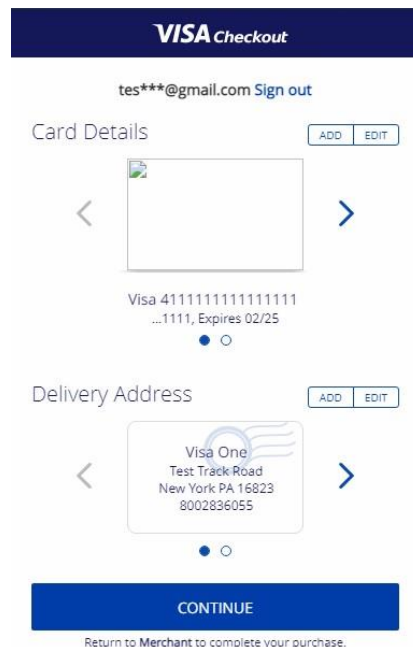 VISA Checkout
tes***@gmail.com Sign out
Card Details
ADD EDIT
Visa 4111111111111111
...1111, Expires 02/25
Delivery Address
ADD EDIT
Visa One
Test Track Road
New York PA 16823
8002836055
CONTINUE
Return to Merchant to complete your purchase.